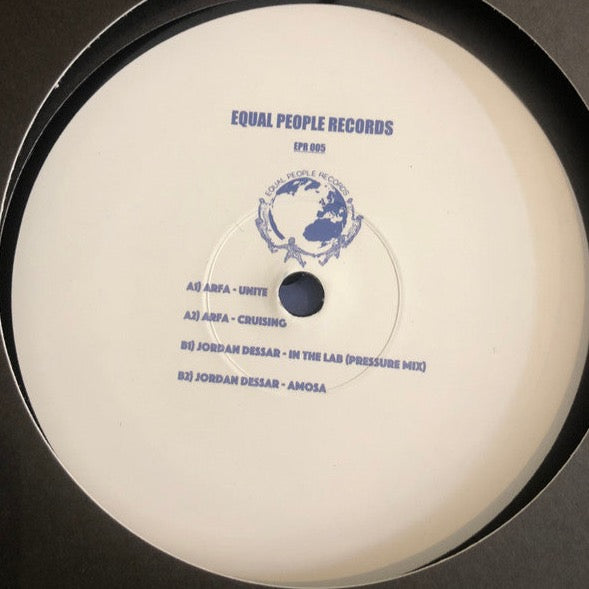 EQUAL PEOPLE RECORDS
EPR 005
EQUAL PEOPLE RECORDS
A1) ARFA - UNITE
A2) ARFA - CRUISING
B1) JORDAN DESSAR - IN THE LAB (PRESSURE MIX)
B2) JORDAN DESSAR - AMOSA